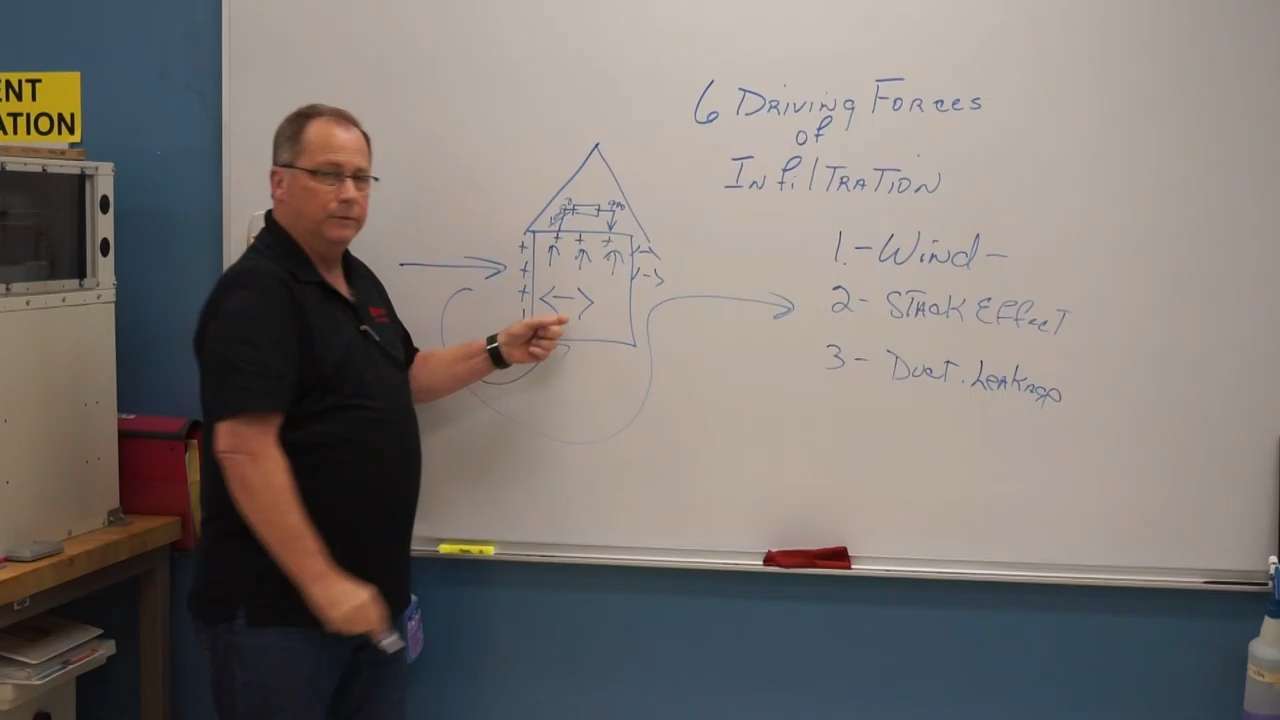 ENT
ATION
6 Driving Forces
of
Infiltration
1.- Wind -
2 - Stack Effect
3 - Duct. Leakage